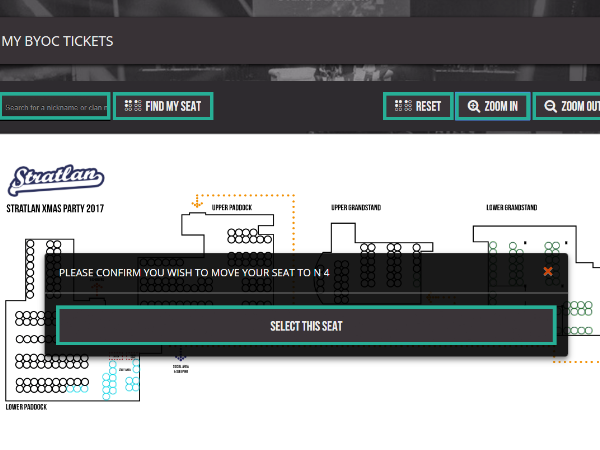 MY BYOC TICKETS
Search for a nickname or clan n
FIND MY SEAT
RESET
ZOOM IN
ZOOM OUT
Stratlan
STRATLAN XMAS PARTY 2017
UPPER PADDOCK
UPPER GRANDSTAND
LOWER GRANDSTAND
PLEASE CONFIRM YOU WISH TO MOVE YOUR SEAT TO N 4
SELECT THIS SEAT
LOWER PADDOCK